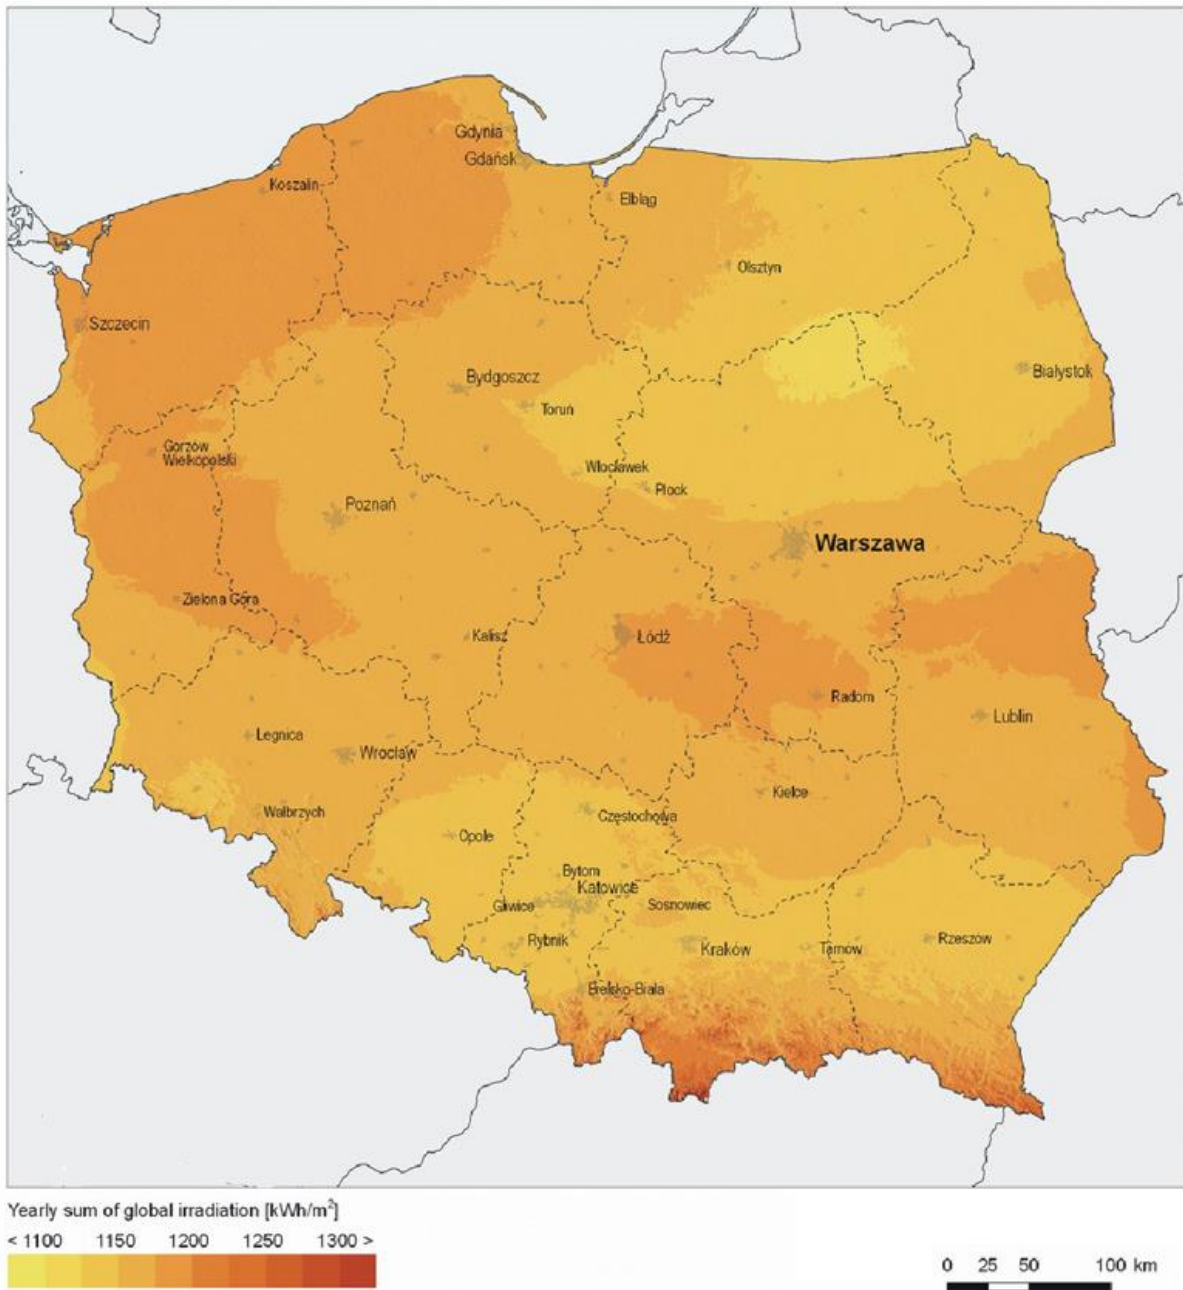 Gdynia
Gdańsk
Koszalin
Elbląg
Olsztyn
Szczecin
Białystok
Bydgoszcz
Toruń
Gorzów
Wielkopolski
Włocławek
Płock
Poznań
Warszawa
Zielona Góra
Kalisz
Łódź
Radom
Lublin
Legnica
Wrocław
Kielce
Wałbrzych
Częstochowa
Opole
Bytom
Katowice
Gliwice
Sosnowiec
Rybnik
Kraków
Tarnów
Rzeszów
Bielsko-Biała
Yearly sum of global irradiation [kWh/m²]
< 1100 1150 1200 1250 1300 >
0 25 50 100 km